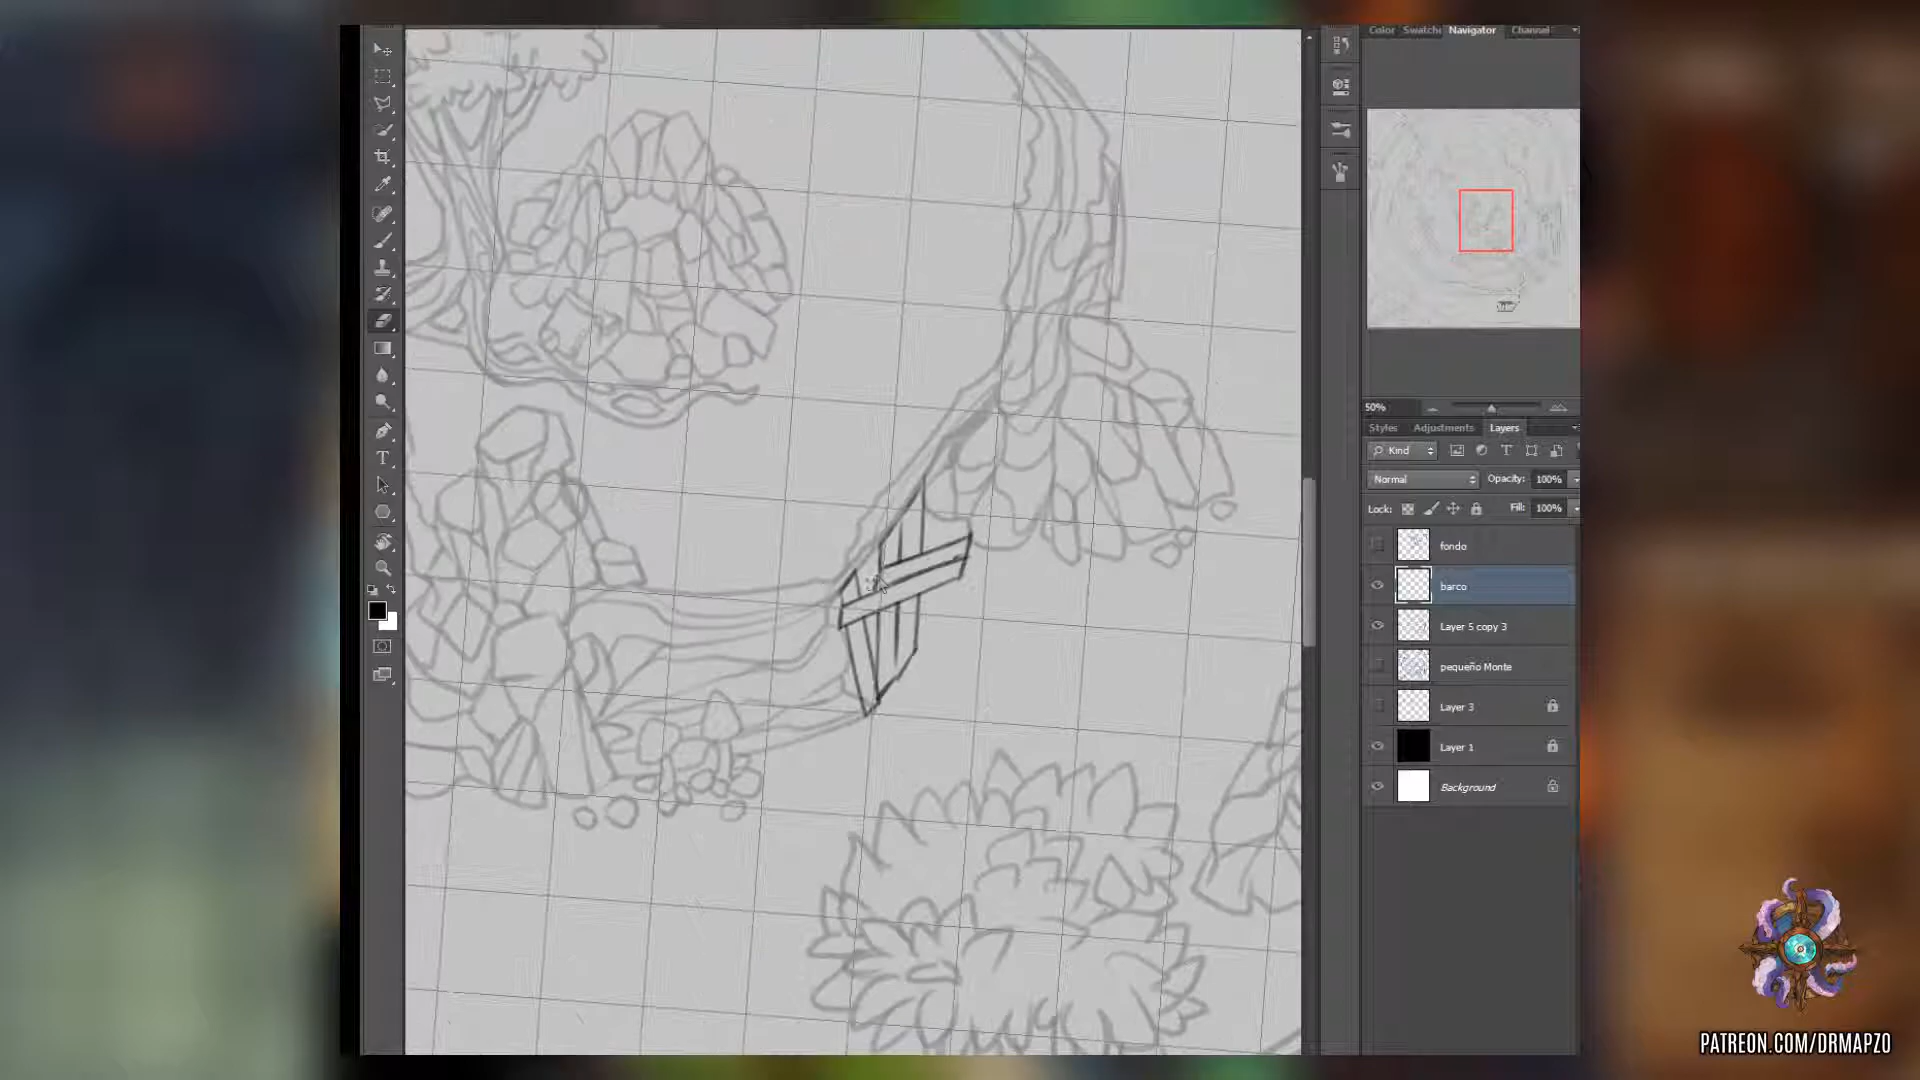 Color Swatche Navigator Channel
50%
Styles Adjustments Layers
Kind
Normal Opacity: 100%
Lock: Fill: 100%
fondo
barco
Layer 5 copy 3
pequeño Monte
Layer 3
Layer 1
Background
PATREON.COM/DRMAPZO